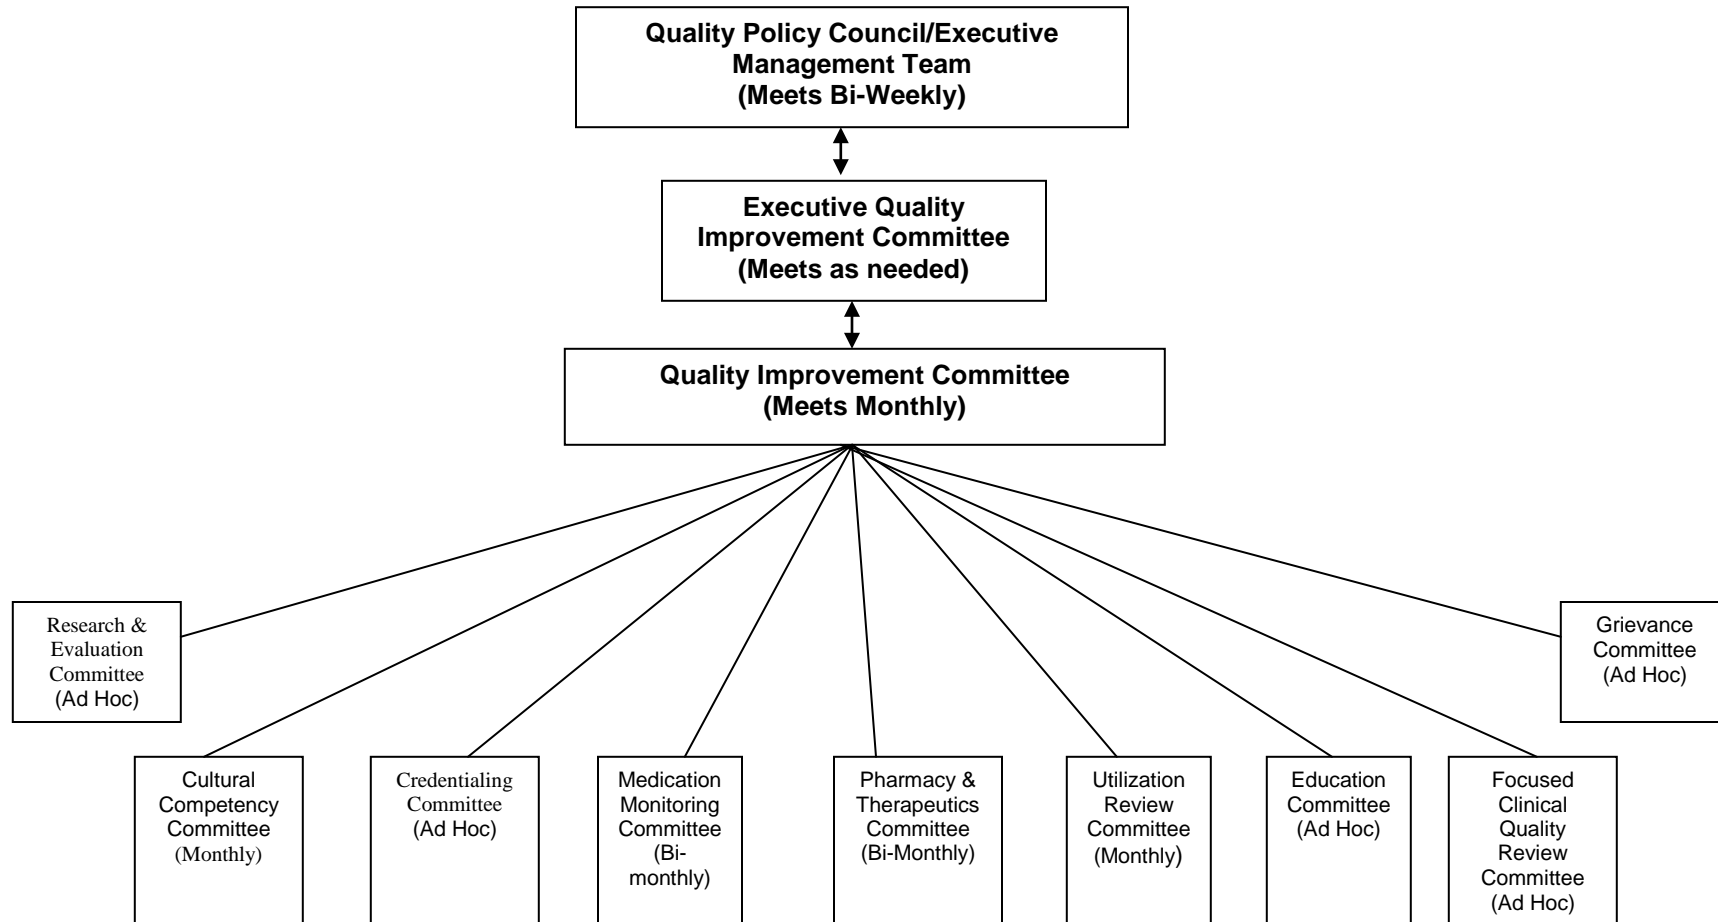 Quality Policy Council/Executive
Management Team
(Meets Bi-Weekly)
Executive Quality
Improvement Committee
(Meets as needed)
Quality Improvement Committee
(Meets Monthly)
Research &
Evaluation
Committee
(Ad Hoc)
Grievance
Committee
(Ad Hoc)
Cultural
Competency
Committee
(Monthly)
Credentialing
Committee
(Ad Hoc)
Medication
Monitoring
Committee
(Bi-
monthly)
Pharmacy &
Therapeutics
Committee
(Bi-Monthly)
Utilization
Review
Committee
(Monthly)
Education
Committee
(Ad Hoc)
Focused
Clinical
Quality
Review
Committee
(Ad Hoc)